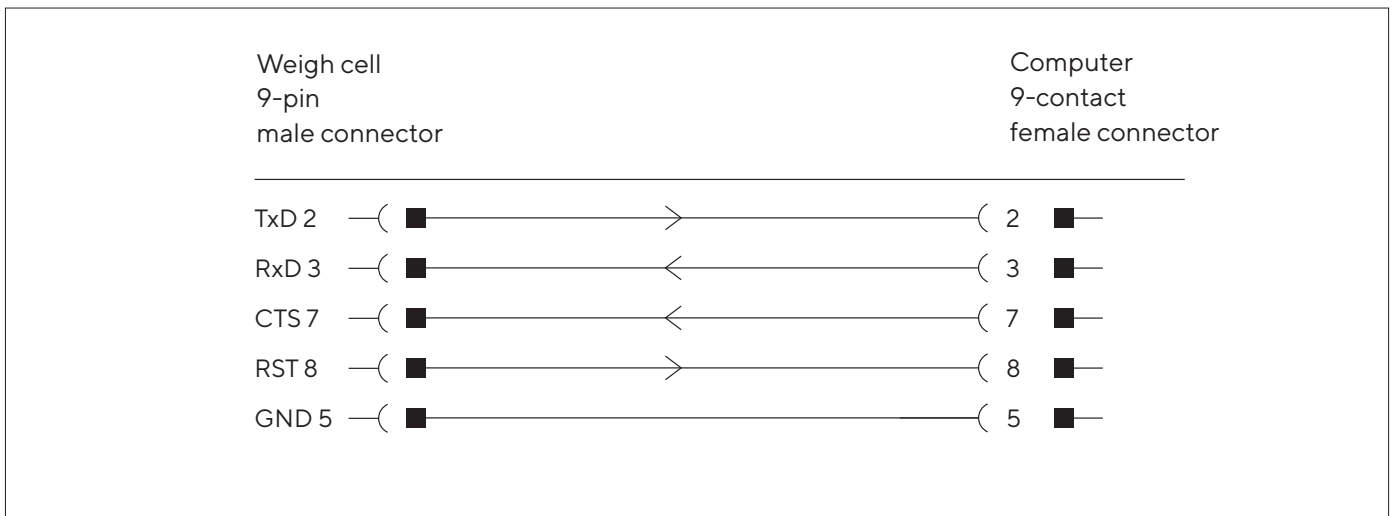 Weigh cell
9-pin
male connector
Computer
9-contact
female connector
TxD 2 2
RxD 3 3
CTS 7 7
RST 8 8
GND 5 5